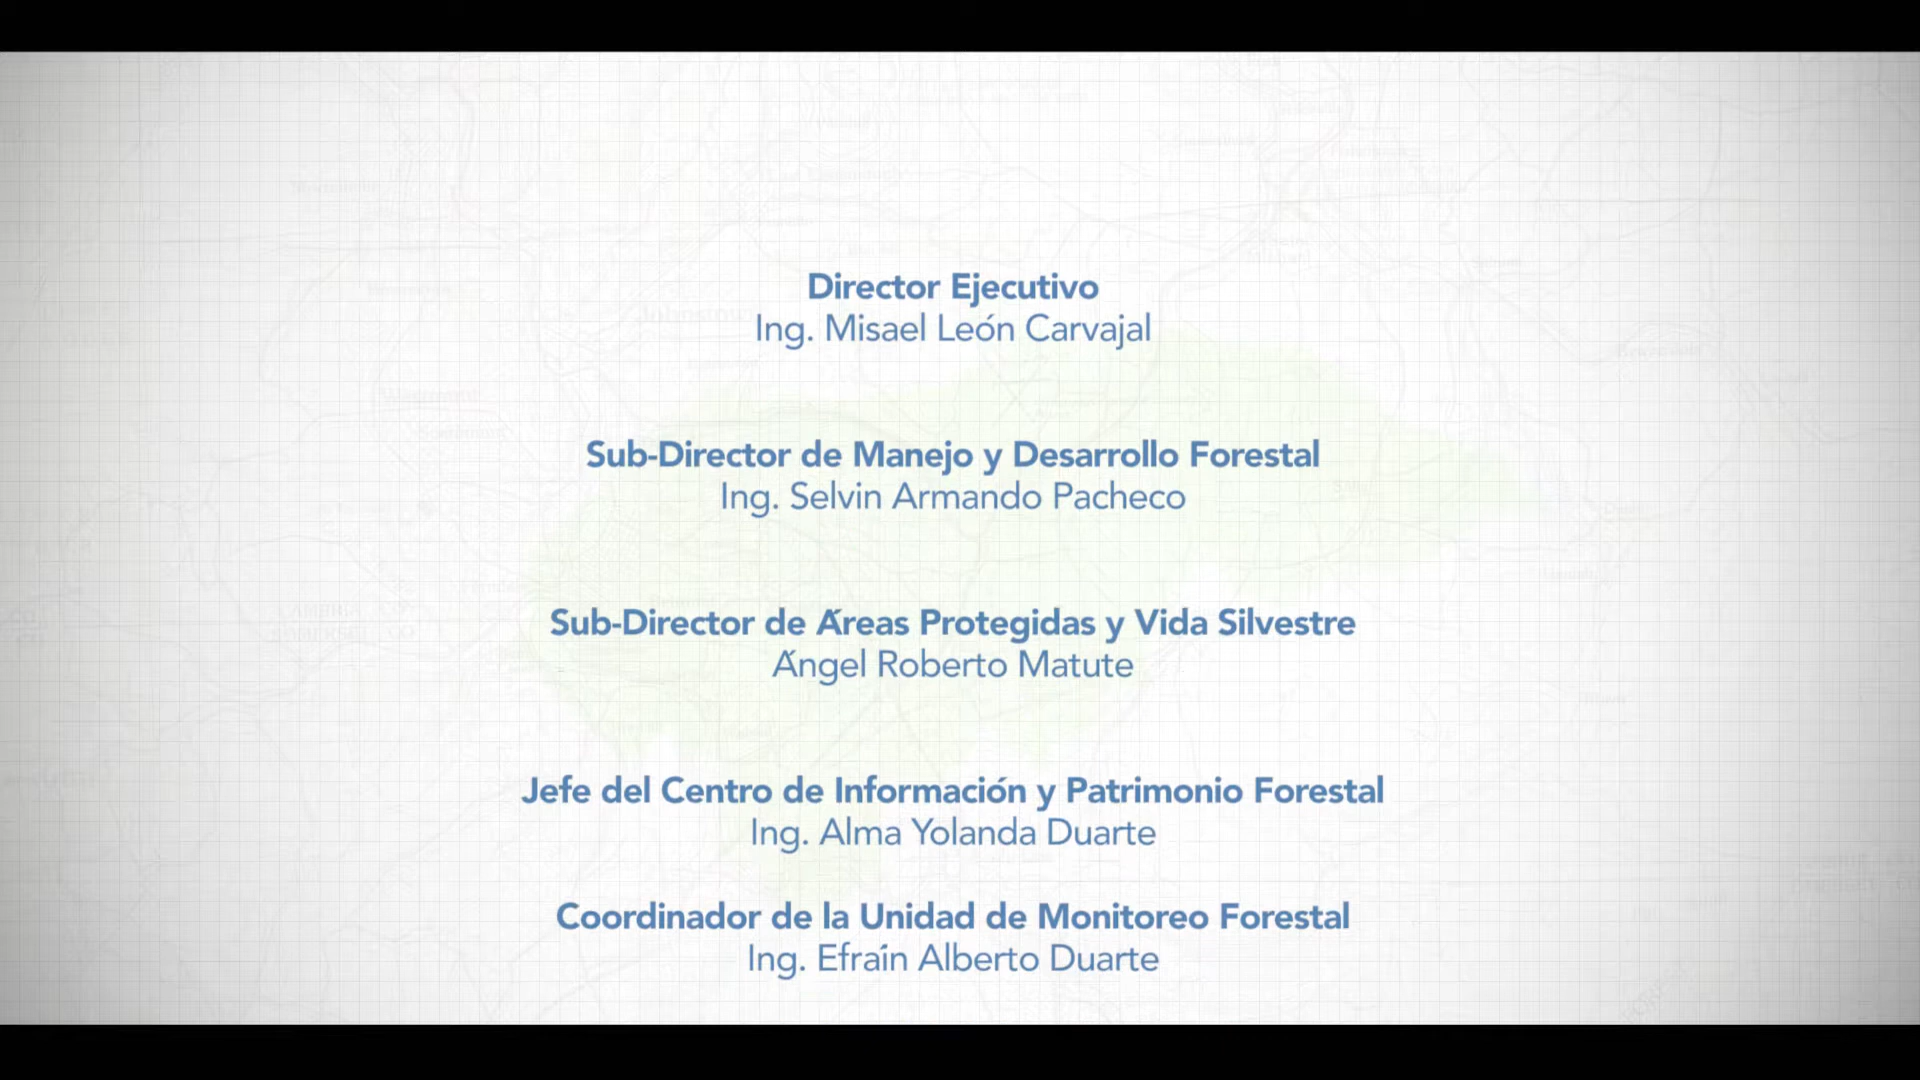 Director Ejecutivo
Ing. Misael León Carvajal
Sub-Director de Manejo y Desarrollo Forestal
Ing. Selvin Armando Pacheco
Sub-Director de Áreas Protegidas y Vida Silvestre
Ángel Roberto Matute
Jefe del Centro de Información y Patrimonio Forestal
Ing. Alma Yolanda Duarte
Coordinador de la Unidad de Monitoreo Forestal
Ing. Efraín Alberto Duarte